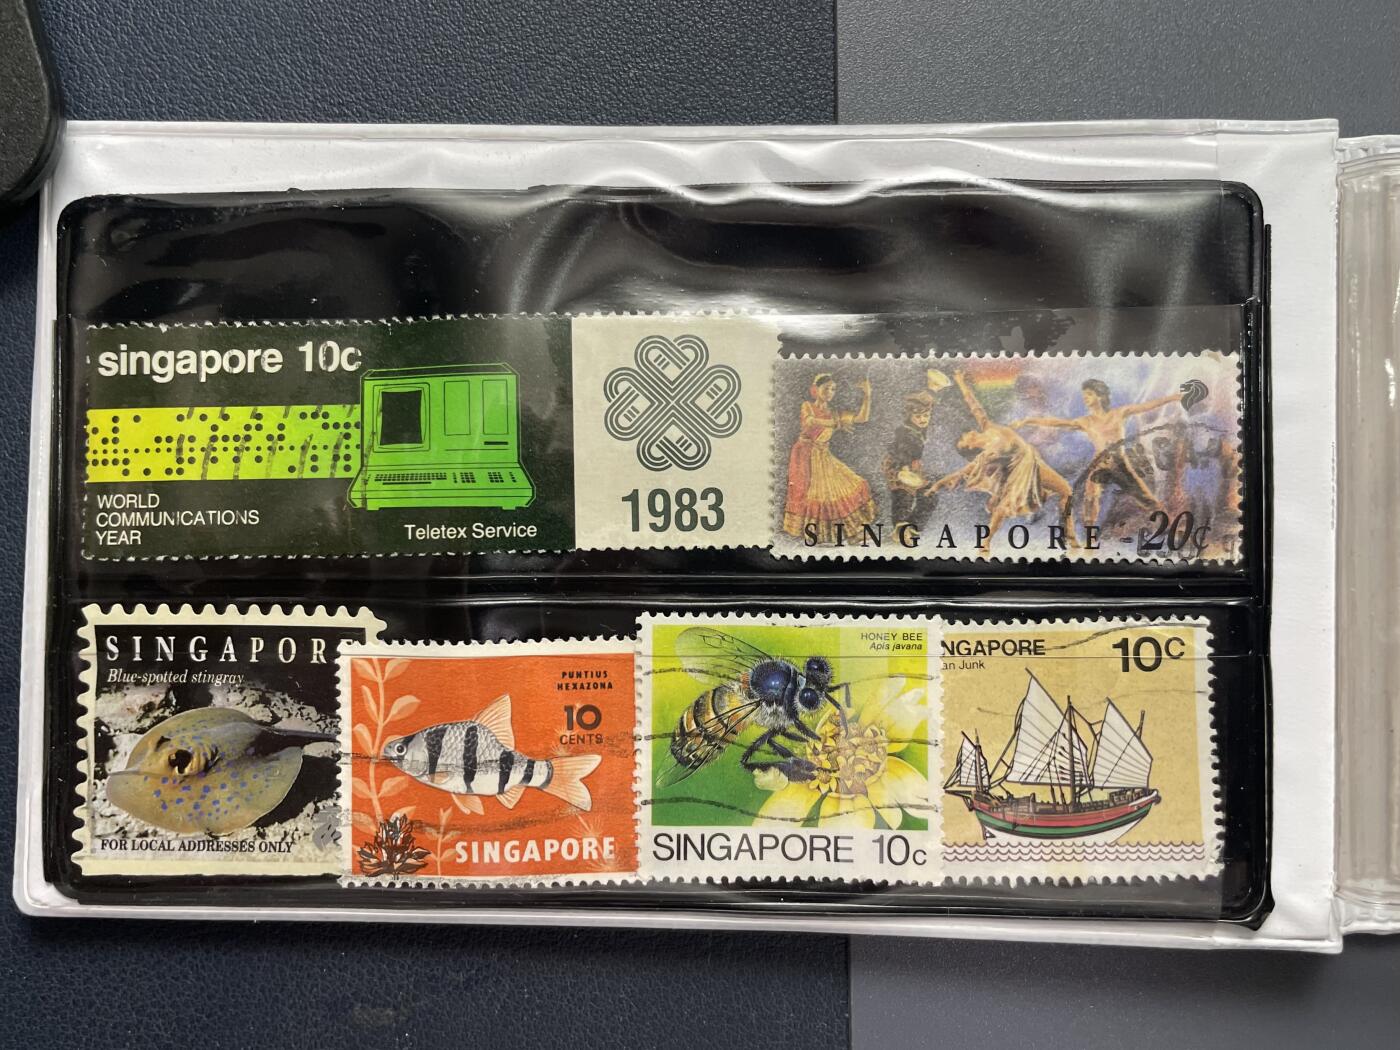 singapore 10c
WORLD
COMMUNICATIONS
YEAR
Teletex Service
1983
SINGAPORE 20¢
SINGAPOR
Blue-spotted stingray
FOR LOCAL ADDRESSES ONLY
PUNTIUS
HEXAZONA
10
CENTS
SINGAPORE
HONEY BEE
Apis javana
SINGAPORE 10c
NGAPORE 10C
an Junk